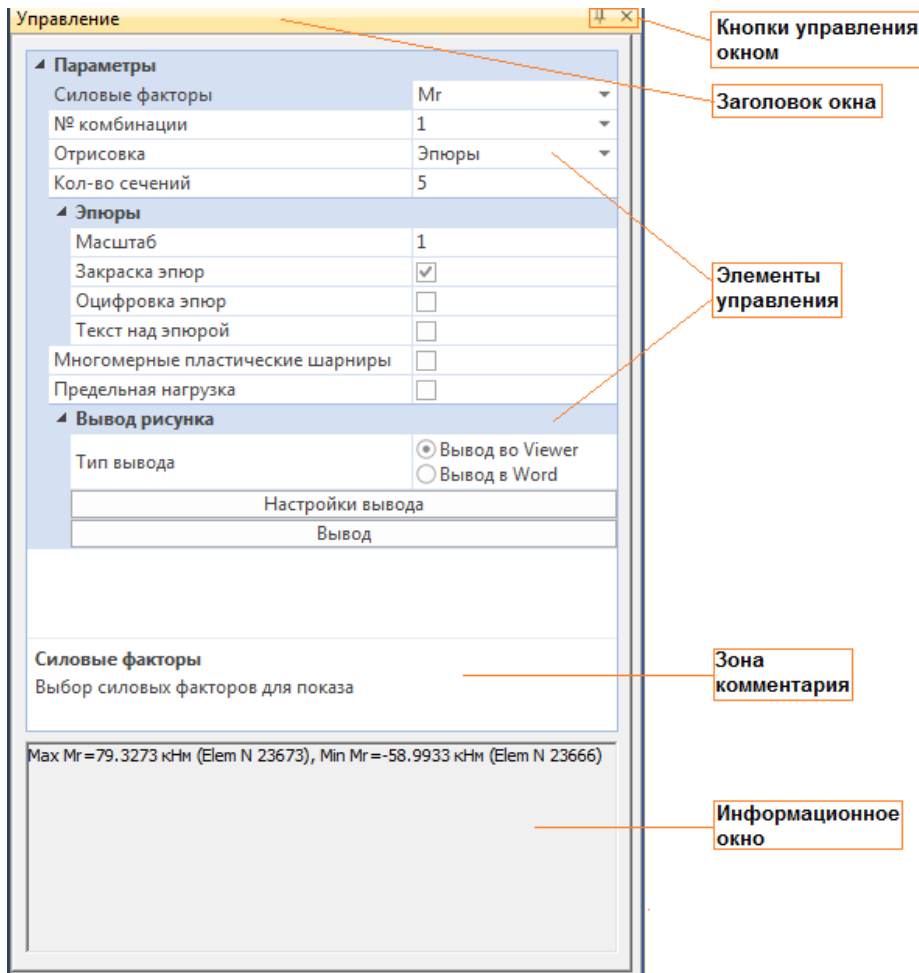 Управление
Кнопки управления
окном
Заголовок окна
Параметры
Силовые факторы Mr
№ комбинации 1
Отрисовка Эпюры
Кол-во сечений 5
Эпюры
Масштаб 1
Закраска эпюр
Оцифровка эпюр
Текст над эпюрой
Элементы
управления
Многомерные пластические шарниры
Предельная нагрузка
Вывод рисунка
Тип вывода
Вывод во Viewer
Вывод в Word
Настройки вывода
Вывод
Силовые факторы
Выбор силовых факторов для показа
Зона
комментария
Max Mr=79.3273 кНм (Elem N 23673), Min Mr=-58.9933 кНм (Elem N 23666)
Информационное
окно